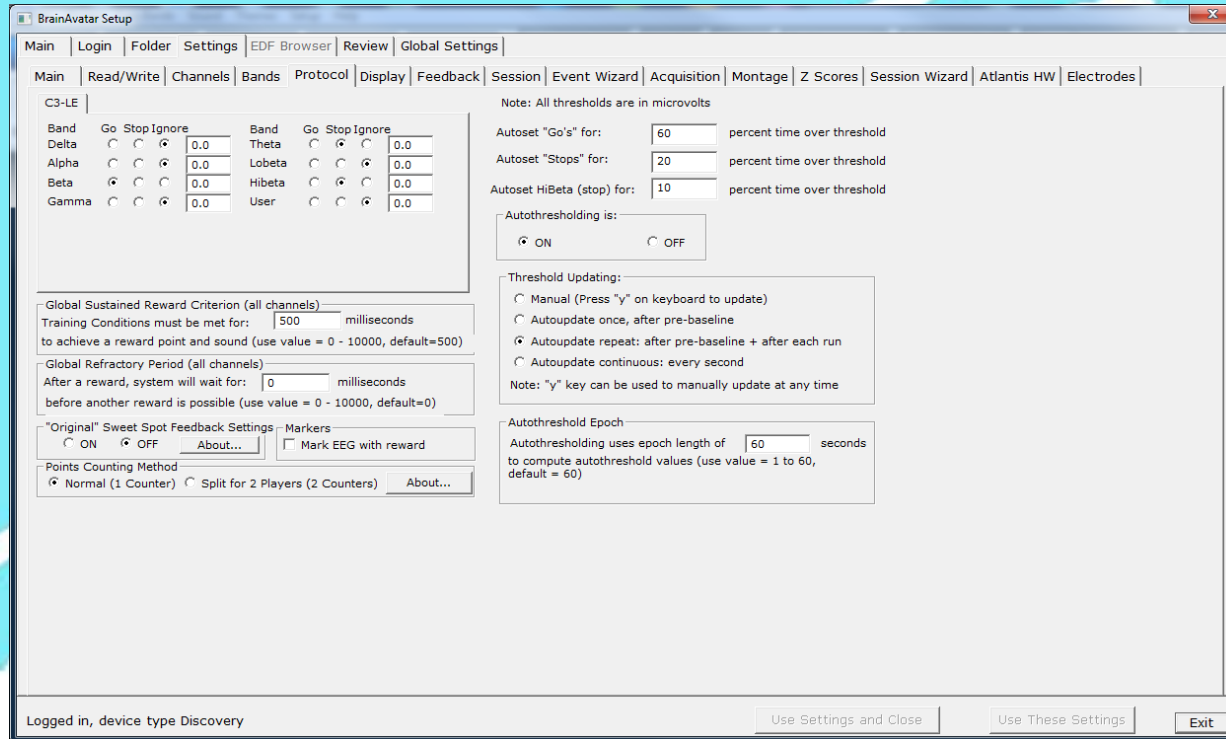 BrainAvatar Setup
Main Login Folder Settings EDF Browser Review Global Settings
Main Read/Write Channels Bands Protocol Display Feedback Session Event Wizard Acquisition Montage Z Scores Session Wizard Atlantis HW Electrodes
C3-LE
Band Go Stop Ignore Band Go Stop Ignore
Delta 0.0 Theta 0.0
Alpha 0.0 Lobeta 0.0
Beta 0.0 Hibeta 0.0
Gamma 0.0 User 0.0
Global Sustained Reward Criterion (all channels)
Training Conditions must be met for: 500 milliseconds
to achieve a reward point and sound (use value = 0 - 10000, default=500)
Global Refractory Period (all channels)
After a reward, system will wait for: 0 milliseconds
before another reward is possible (use value = 0 - 10000, default=0)
"Original" Sweet Spot Feedback Settings Markers
ON OFF About... Mark EEG with reward
Points Counting Method
Normal (1 Counter) Split for 2 Players (2 Counters) About...
Note: All thresholds are in microvolts
Autoset "Go's" for: 60 percent time over threshold
Autoset "Stops" for: 20 percent time over threshold
Autoset HiBeta (stop) for: 10 percent time over threshold
Autothresholding is:
ON OFF
Threshold Updating:
Manual (Press "y" on keyboard to update)
Autoupdate once, after pre-baseline
Autoupdate repeat: after pre-baseline + after each run
Autoupdate continuous: every second
Note: "y" key can be used to manually update at any time
Autothreshold Epoch
Autothresholding uses epoch length of 60 seconds
to compute autothreshold values (use value = 1 to 60,
default = 60)
Logged in, device type Discovery Use Settings and Close Use These Settings Exit